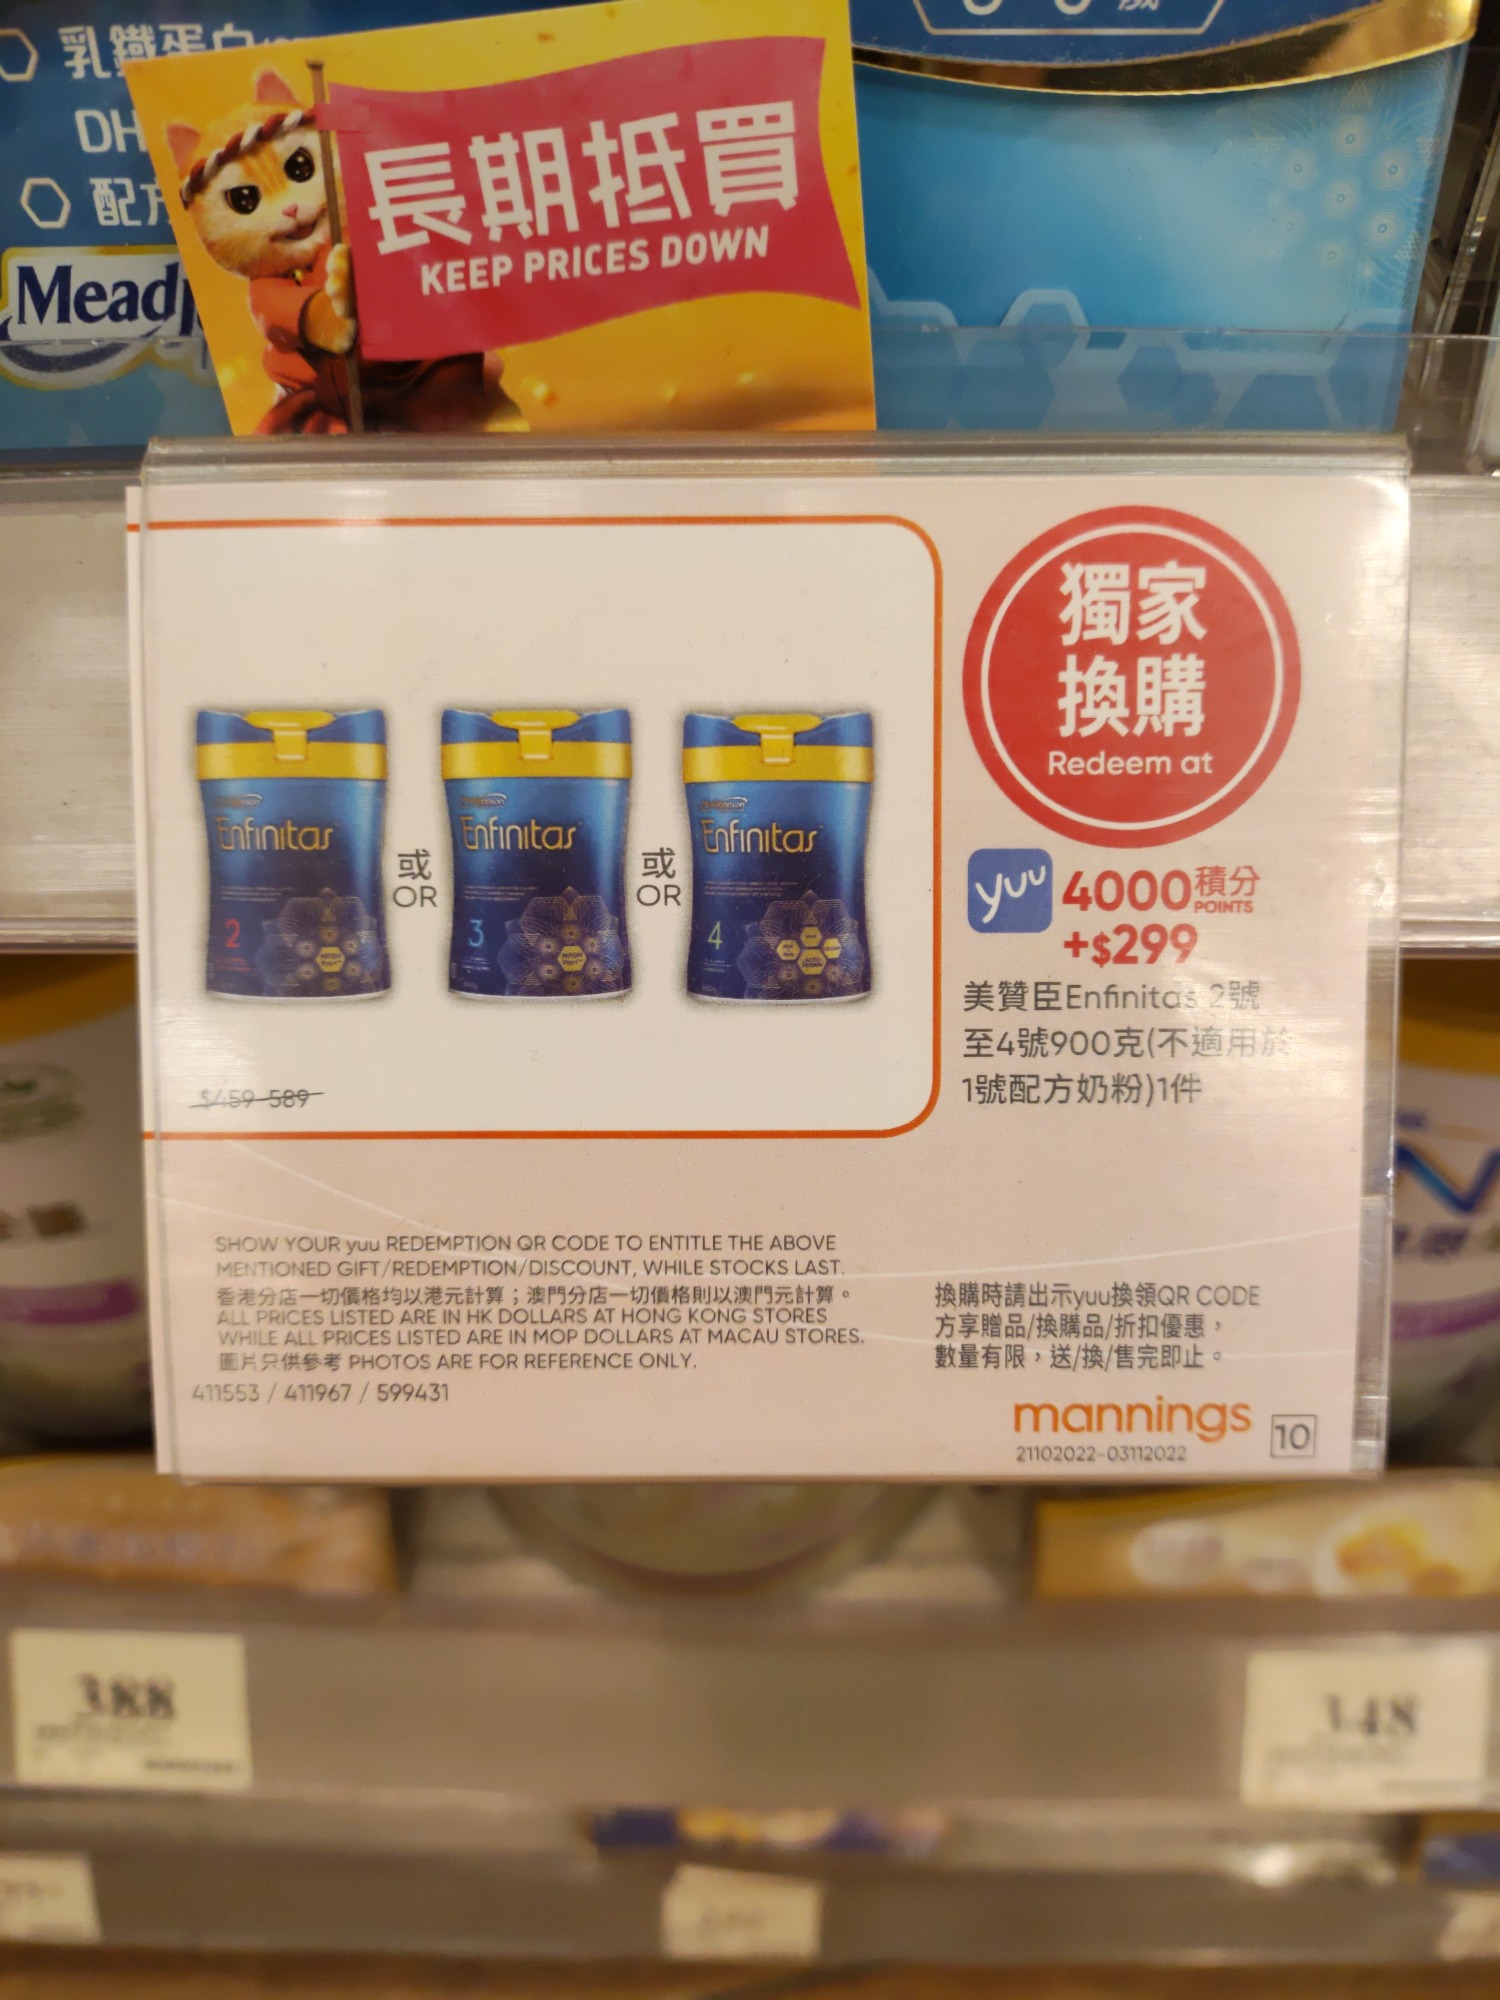 乳鐵蛋白
DH
配方
Mead
長期抵買
KEEP PRICES DOWN
獨家
換購
Redeem at
yuu 4000積分
POINTS
+$299
美贊臣Enfinitas 2號
至4號900克(不適用於
1號配方奶粉)1件
Enfinitas
2
或
OR
Enfinitas
3
或
OR
Enfinitas
4
$459-589
SHOW YOUR yuu REDEMPTION QR CODE TO ENTITLE THE ABOVE
MENTIONED GIFT/REDEMPTION/DISCOUNT, WHILE STOCKS LAST.
香港分店一切價格均以港元計算；澳門分店一切價格則以澳門元計算。
ALL PRICES LISTED ARE IN HK DOLLARS AT HONG KONG STORES
WHILE ALL PRICES LISTED ARE IN MOP DOLLARS AT MACAU STORES.
圖片只供參考 PHOTOS ARE FOR REFERENCE ONLY.
411553 / 411967 / 599431
換購時請出示yuu換領QR CODE
方享贈品/換購品/折扣優惠，
數量有限，送/換/售完即止。
mannings
21102022-03112022
10
388
348